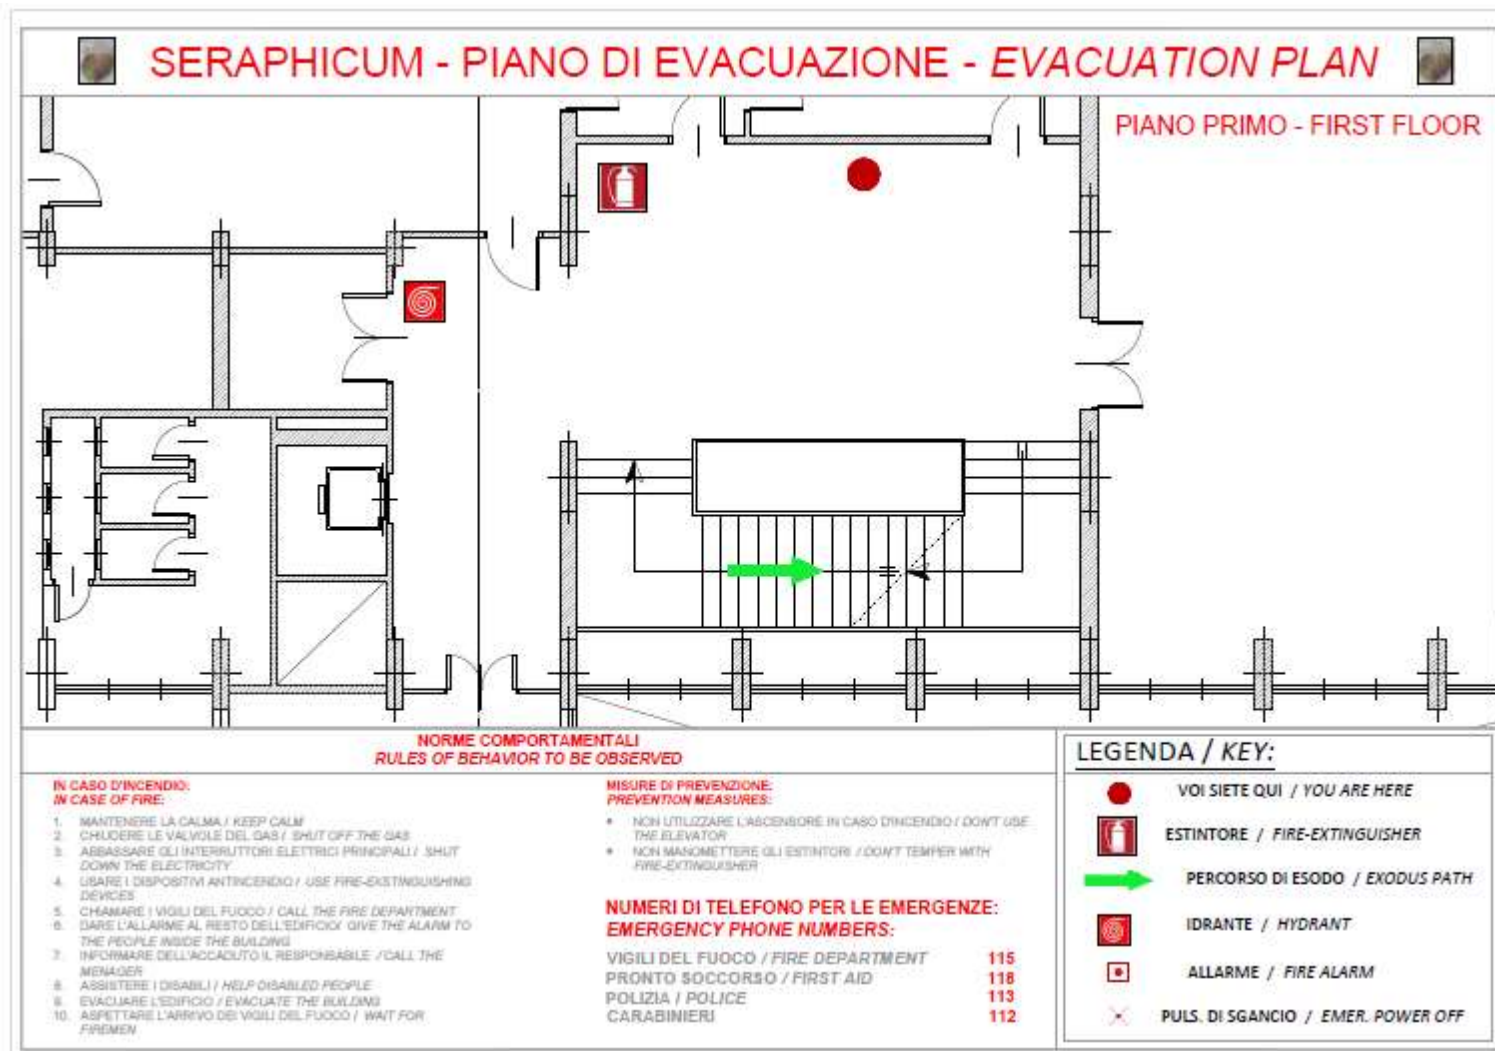 SERAPHICUM - PIANO DI EVACUAZIONE - EVACUATION PLAN
PIANO PRIMO - FIRST FLOOR
NORME COMPORTAMENTALI
RULES OF BEHAVIOR TO BE OBSERVED
IN CASO D'INCENDIO:
IN CASE OF FIRE:
1. MANTENERE LA CALMA / KEEP CALM
2. CHIUDERE LE VALVOLE DEL GAS / SHUT OFF THE GAS
3. ABBASSARE GLI INTERRUTTORI ELETTRICI PRINCIPALI / SHUT
DOWN THE ELECTRICITY
4. USARE I DISPOSITIVI ANTINCENDIO / USE FIRE-EXSTINGUISHING
DEVICES
5. CHIAMARE I VIGILI DEL FUOCO / CALL THE FIRE DEPARTMENT
6. DARE L'ALLARME AL RESTO DELL'EDIFICIO/ GIVE THE ALARM TO
THE PEOPLE INSIDE THE BUILDING
7. INFORMARE DELL'ACCADUTO IL RESPONSABILE / CALL THE
MENAGER
8. ASSISTERE I DISABILI / HELP DISABLED PEOPLE
9. EVACUARE L'EDIFICIO / EVACUATE THE BUILDING
10. ASPETTARE L'ARRIVO DEI VIGILI DEL FUOCO / WAIT FOR
FIREMEN
MISURE DI PREVENZIONE:
PREVENTION MEASURES:
• NON UTILIZZARE L'ASCENSORE IN CASO D'INCENDIO / DON'T USE
THE ELEVATOR
• NON MANOMETTERE GLI ESTINTORI / DON'T TEMPER WITH
FIRE-EXTINGUISHER
NUMERI DI TELEFONO PER LE EMERGENZE:
EMERGENCY PHONE NUMBERS:
VIGILI DEL FUOCO / FIRE DEPARTMENT 115
PRONTO SOCCORSO / FIRST AID 118
POLIZIA / POLICE 113
CARABINIERI 112
LEGENDA / KEY:
VOI SIETE QUI / YOU ARE HERE
ESTINTORE / FIRE-EXTINGUISHER
PERCORSO DI ESODO / EXODUS PATH
IDRANTE / HYDRANT
ALLARME / FIRE ALARM
PULS. DI SGANCIO / EMER. POWER OFF